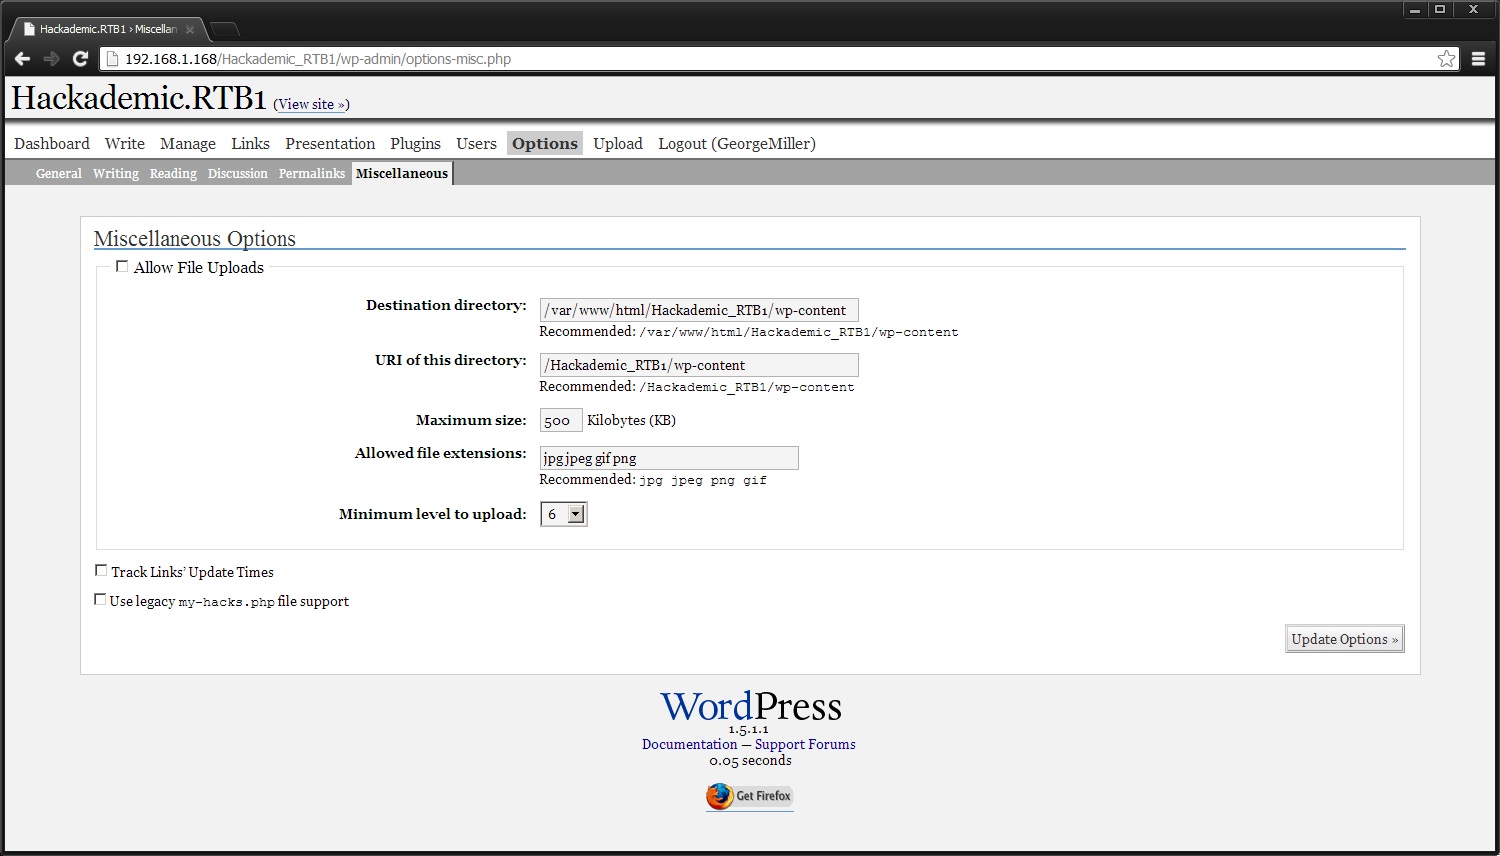 Hackademic.RTB1 › Miscellan
192.168.1.168/Hackademic_RTB1/wp-admin/options-misc.php
Hackademic.RTB1 (View site »)
Dashboard Write Manage Links Presentation Plugins Users Options Upload Logout (GeorgeMiller)
General Writing Reading Discussion Permalinks Miscellaneous
Miscellaneous Options
Allow File Uploads
Destination directory: /var/www/html/Hackademic_RTB1/wp-content
Recommended: /var/www/html/Hackademic_RTB1/wp-content
URI of this directory: /Hackademic_RTB1/wp-content
Recommended: /Hackademic_RTB1/wp-content
Maximum size: 500 Kilobytes (KB)
Allowed file extensions: jpg jpeg gif png
Recommended: jpg jpeg png gif
Minimum level to upload: 6
Track Links’ Update Times
Use legacy my-hacks.php file support
Update Options »
WordPress
1.5.1.1
Documentation — Support Forums
0.05 seconds
Get Firefox